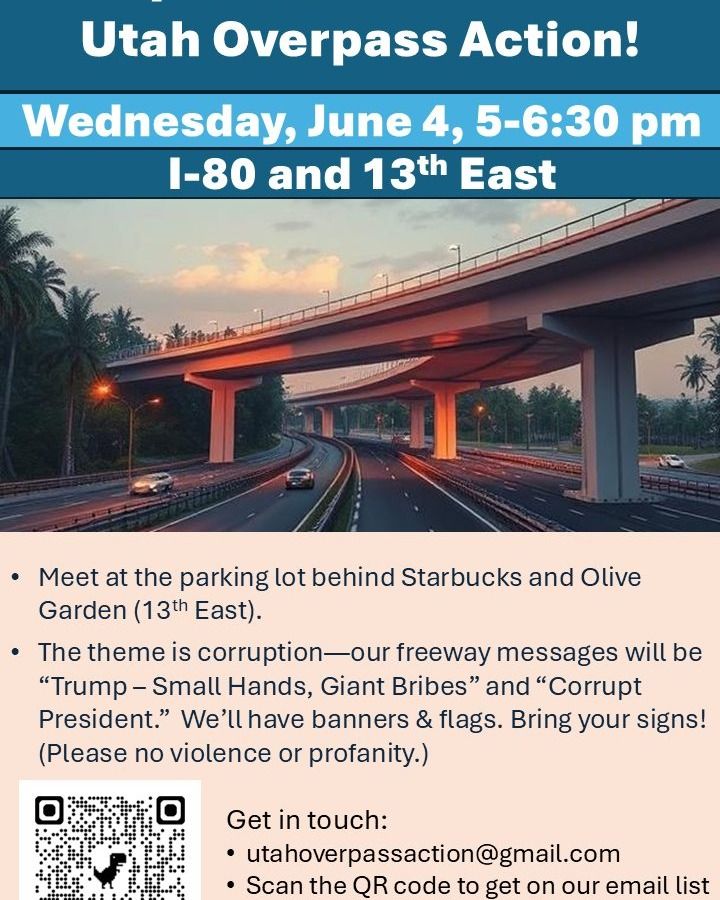 Utah Overpass Action!
Wednesday, June 4, 5-6:30 pm
I-80 and 13th East
• Meet at the parking lot behind Starbucks and Olive
Garden (13th East).
• The theme is corruption—our freeway messages will be
“Trump – Small Hands, Giant Bribes” and “Corrupt
President.”  We’ll have banners & flags. Bring your signs!
(Please no violence or profanity.)
Get in touch:
• utahoverpassaction@gmail.com
• Scan the QR code to get on our email list